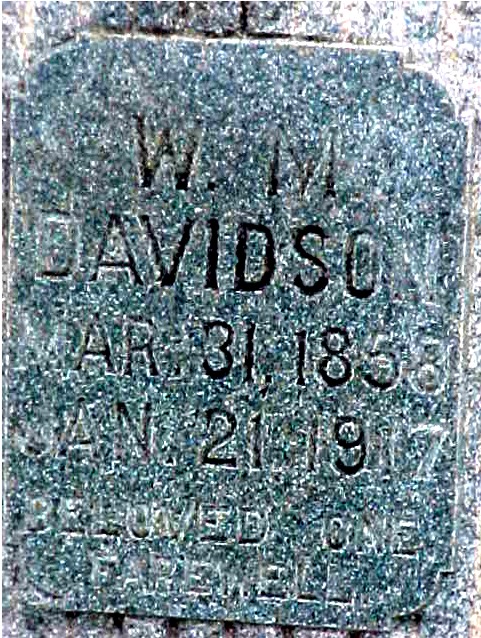 W. M.
DAVIDSON
MAR. 31, 1858
JAN. 21, 1917
BELOVED ONE
FAREWELL